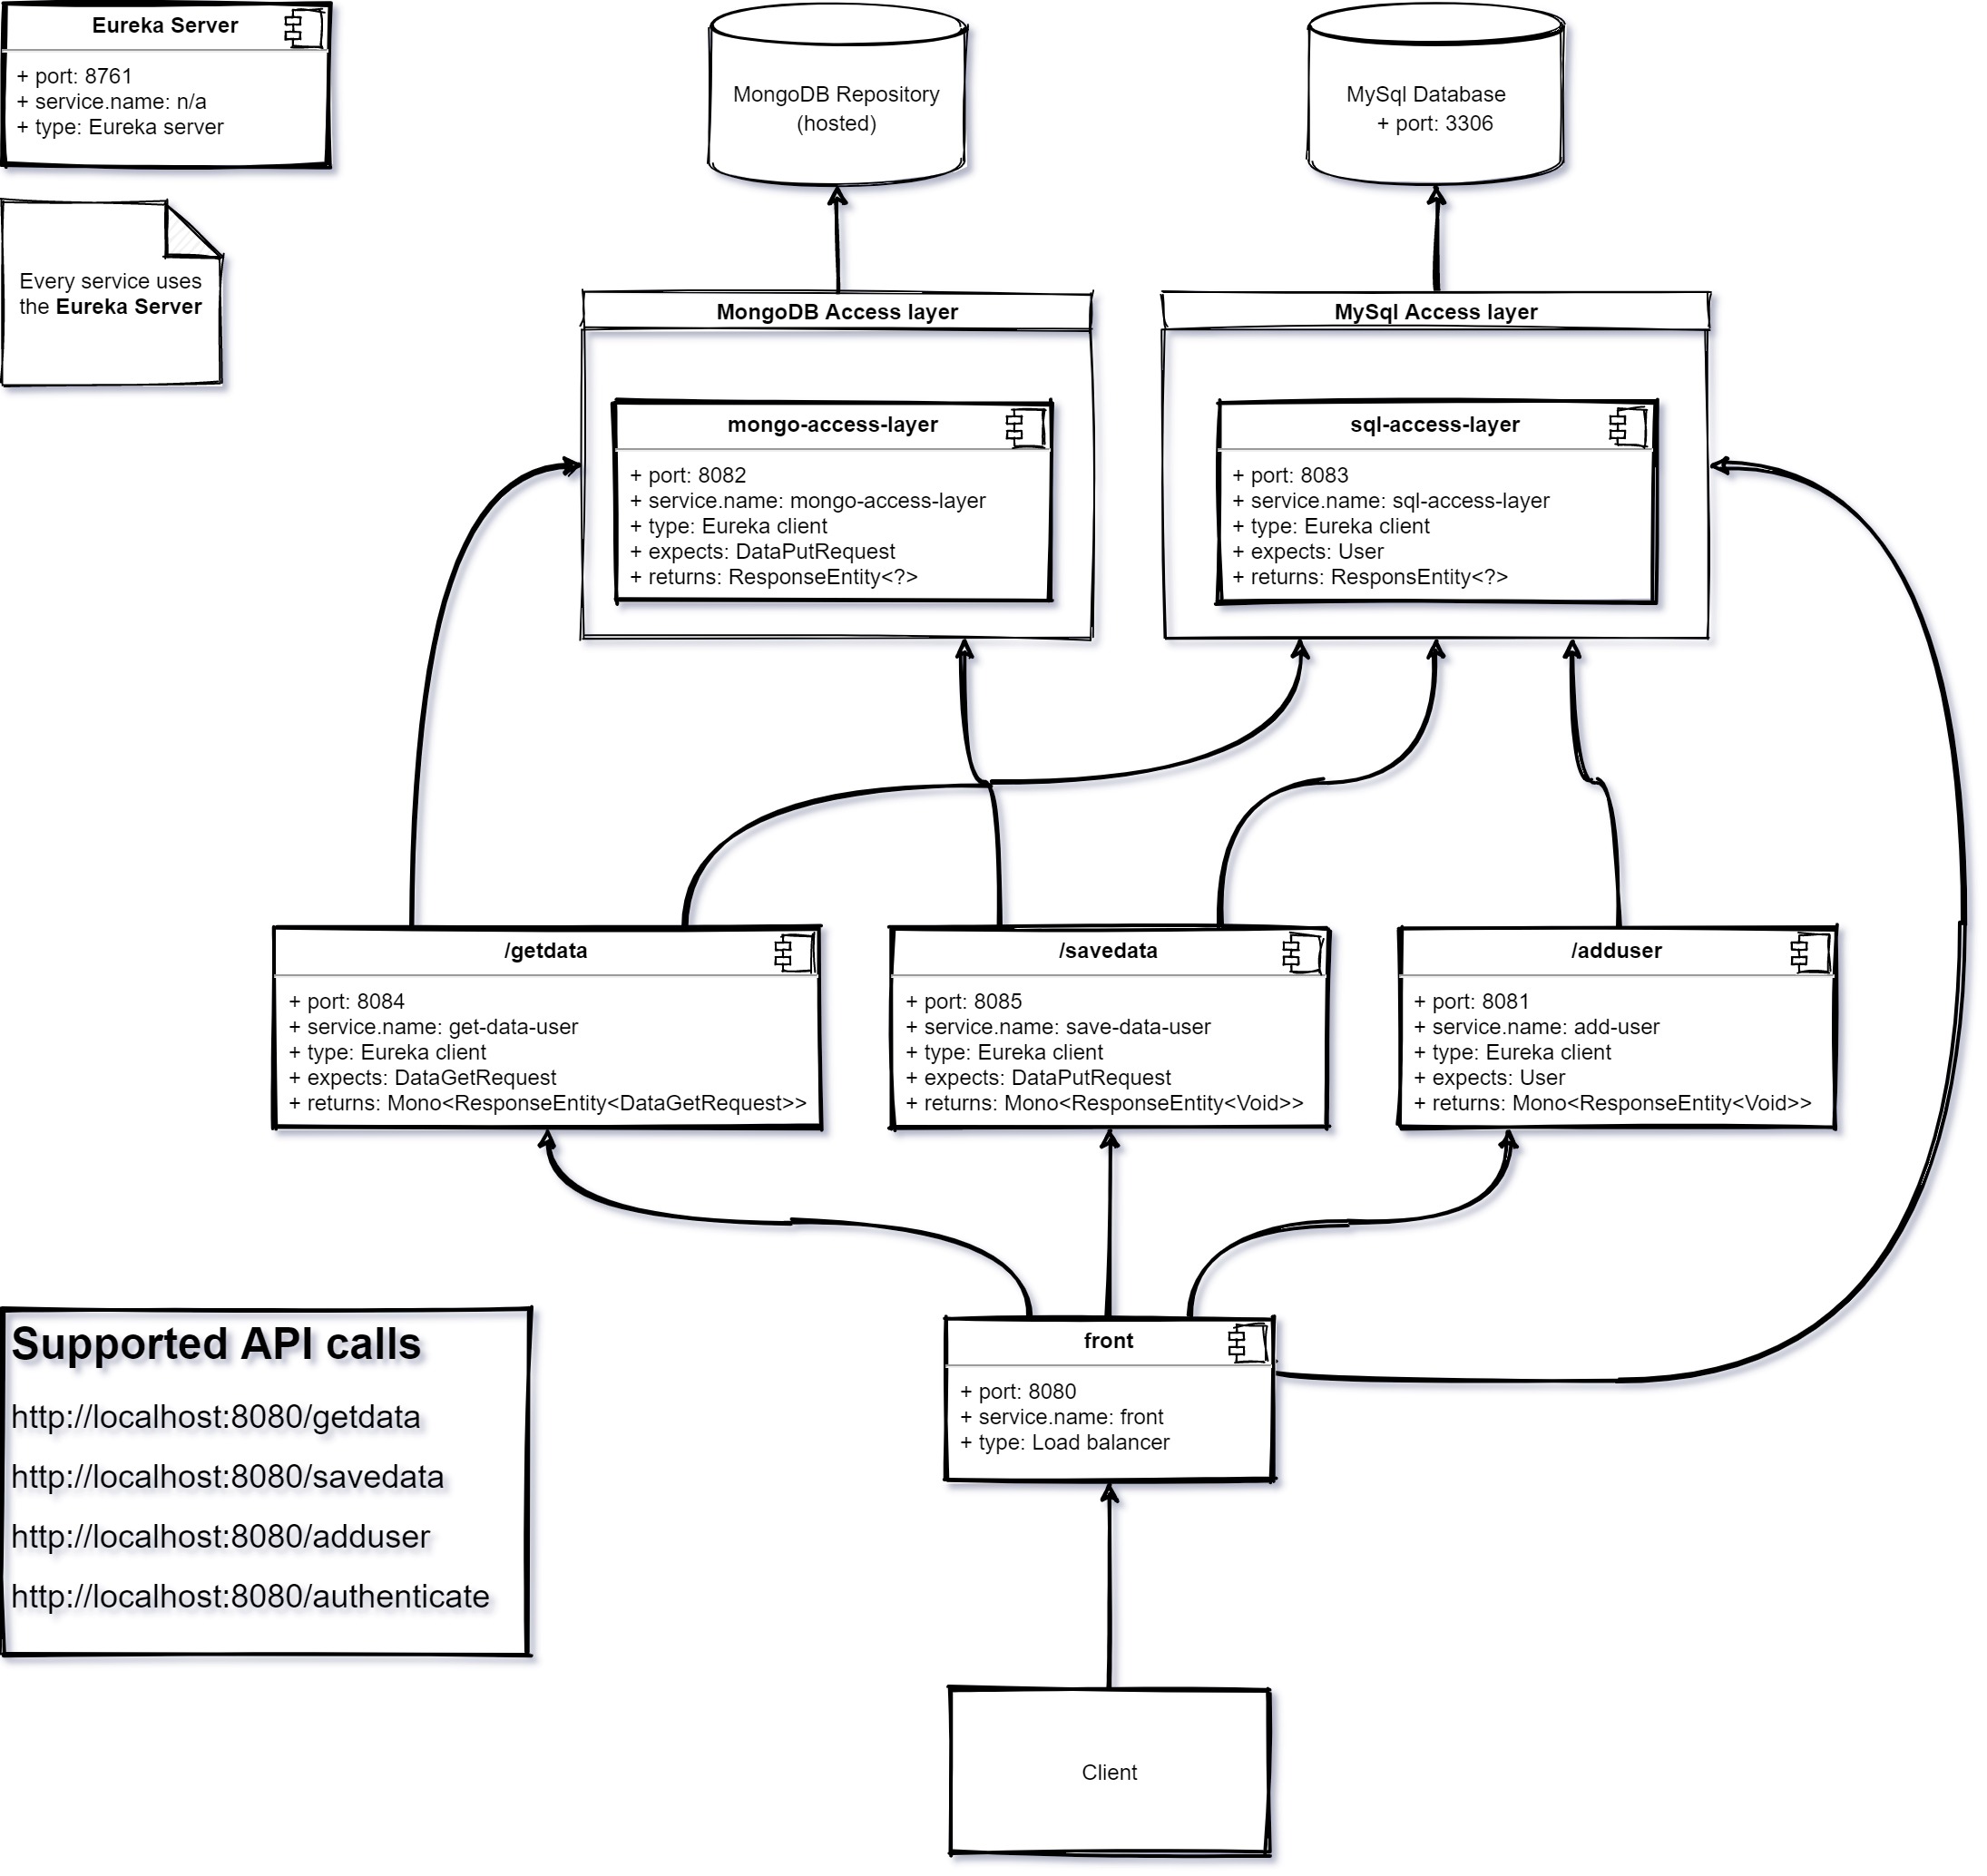 Eureka Server
+ port: 8761
+ service.name: n/a
+ type: Eureka server
Every service uses
the Eureka Server
MongoDB Repository
(hosted)
MySql Database
+ port: 3306
MongoDB Access layer
mongo-access-layer
+ port: 8082
+ service.name: mongo-access-layer
+ type: Eureka client
+ expects: DataPutRequest
+ returns: ResponseEntity<?>
MySql Access layer
sql-access-layer
+ port: 8083
+ service.name: sql-access-layer
+ type: Eureka client
+ expects: User
+ returns: ResponsEntity<?>
/getdata
+ port: 8084
+ service.name: get-data-user
+ type: Eureka client
+ expects: DataGetRequest
+ returns: Mono<ResponseEntity<DataGetRequest>>
/savedata
+ port: 8085
+ service.name: save-data-user
+ type: Eureka client
+ expects: DataPutRequest
+ returns: Mono<ResponseEntity<Void>>
/adduser
+ port: 8081
+ service.name: add-user
+ type: Eureka client
+ expects: User
+ returns: Mono<ResponseEntity<Void>>
Supported API calls
http://localhost:8080/getdata
http://localhost:8080/savedata
http://localhost:8080/adduser
http://localhost:8080/authenticate
front
+ port: 8080
+ service.name: front
+ type: Load balancer
Client